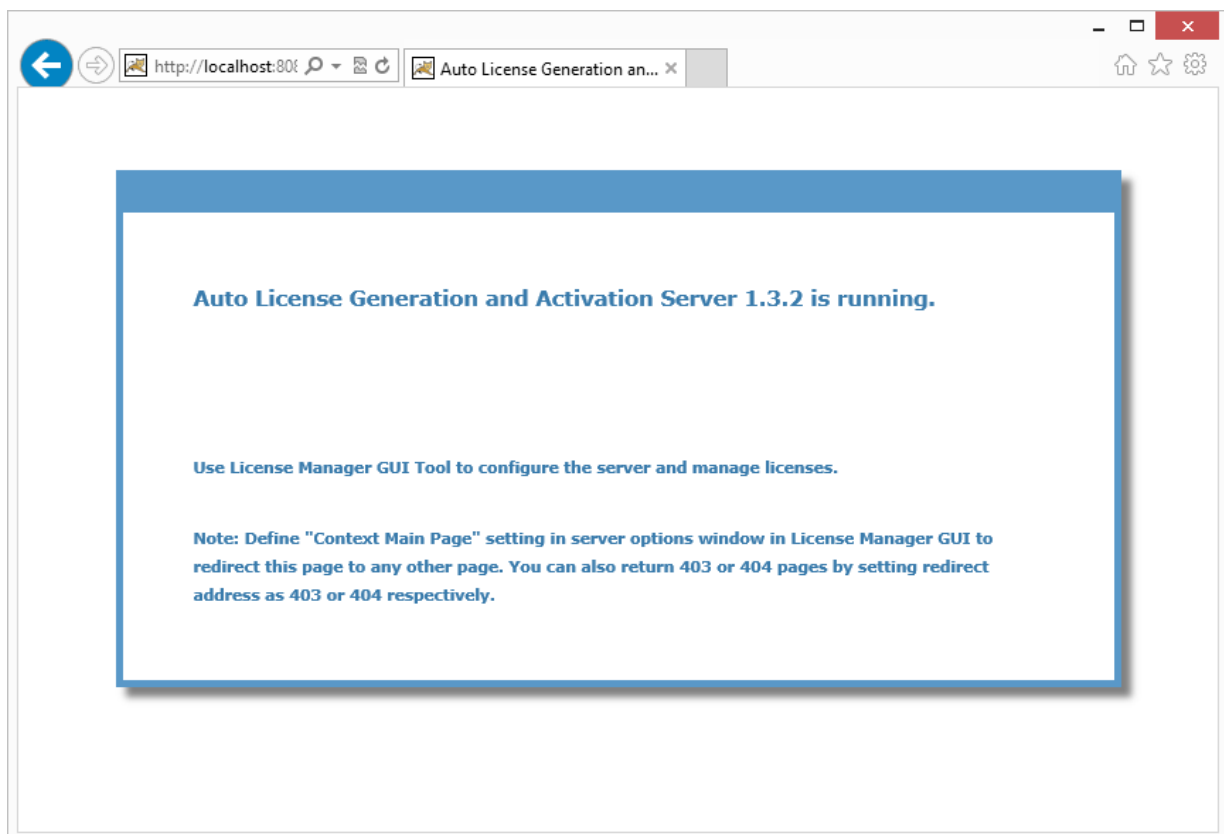 http://localhost:808
Auto License Generation an...
Auto License Generation and Activation Server 1.3.2 is running.
Use License Manager GUI Tool to configure the server and manage licenses.
Note: Define "Context Main Page" setting in server options window in License Manager GUI to
redirect this page to any other page. You can also return 403 or 404 pages by setting redirect
address as 403 or 404 respectively.